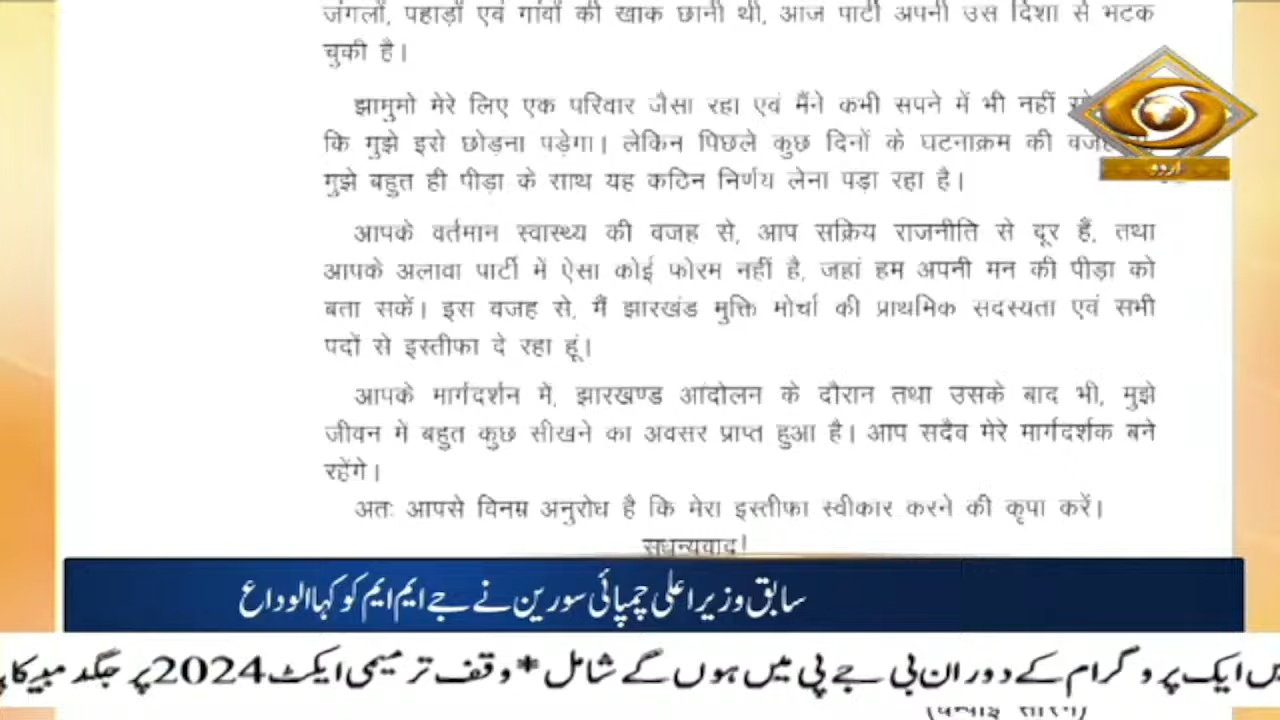 जंगलों, पहाड़ों एवं गांवों की खाक छानी थी, आज पार्टी अपनी उस दिशा से भटक
चुकी है।
झामुमो मेरे लिए एक परिवार जैसा रहा एवं मैंने कभी सपने में भी नहीं
कि मुझे इसे छोड़ना पड़ेगा। लेकिन पिछले कुछ दिनों के घटनाक्रम की वजह
मुझे बहुत ही पीड़ा के साथ यह कठिन निर्णय लेना पड़ा रहा है।
आपके वर्तमान स्वास्थ्य की वजह से, आप सक्रिय राजनीति से दूर हैं, तथा
आपके अलावा पार्टी में ऐसा कोई फोरम नहीं है, जहां हम अपनी मन की पीड़ा को
बता सकें। इस वजह से, मैं झारखंड मुक्ति मोर्चा की प्राथमिक सदस्यता एवं सभी
पदों से इस्तीफा दे रहा हूं।
आपके मार्गदर्शन में, झारखण्ड आंदोलन के दौरान तथा उसके बाद भी, मुझे
जीवन में बहुत कुछ सीखने का अवसर प्राप्त हुआ है। आप सदैव मेरे मार्गदर्शक बने
रहेंगे।
अतः आपसे विनम्र अनुरोध है कि मेरा इस्तीफा स्वीकार करने की कृपा करें।
सधन्यवाद!
اردو
سابق وزیر اعلی چمپائی سورین نے جے ایم ایم کو کہا الوداع
ایک پروگرام کے دوران بی جے پی میں ہوں گے شامل * وقف ترمیمی ایکٹ 2024 پر جگدمبیکا